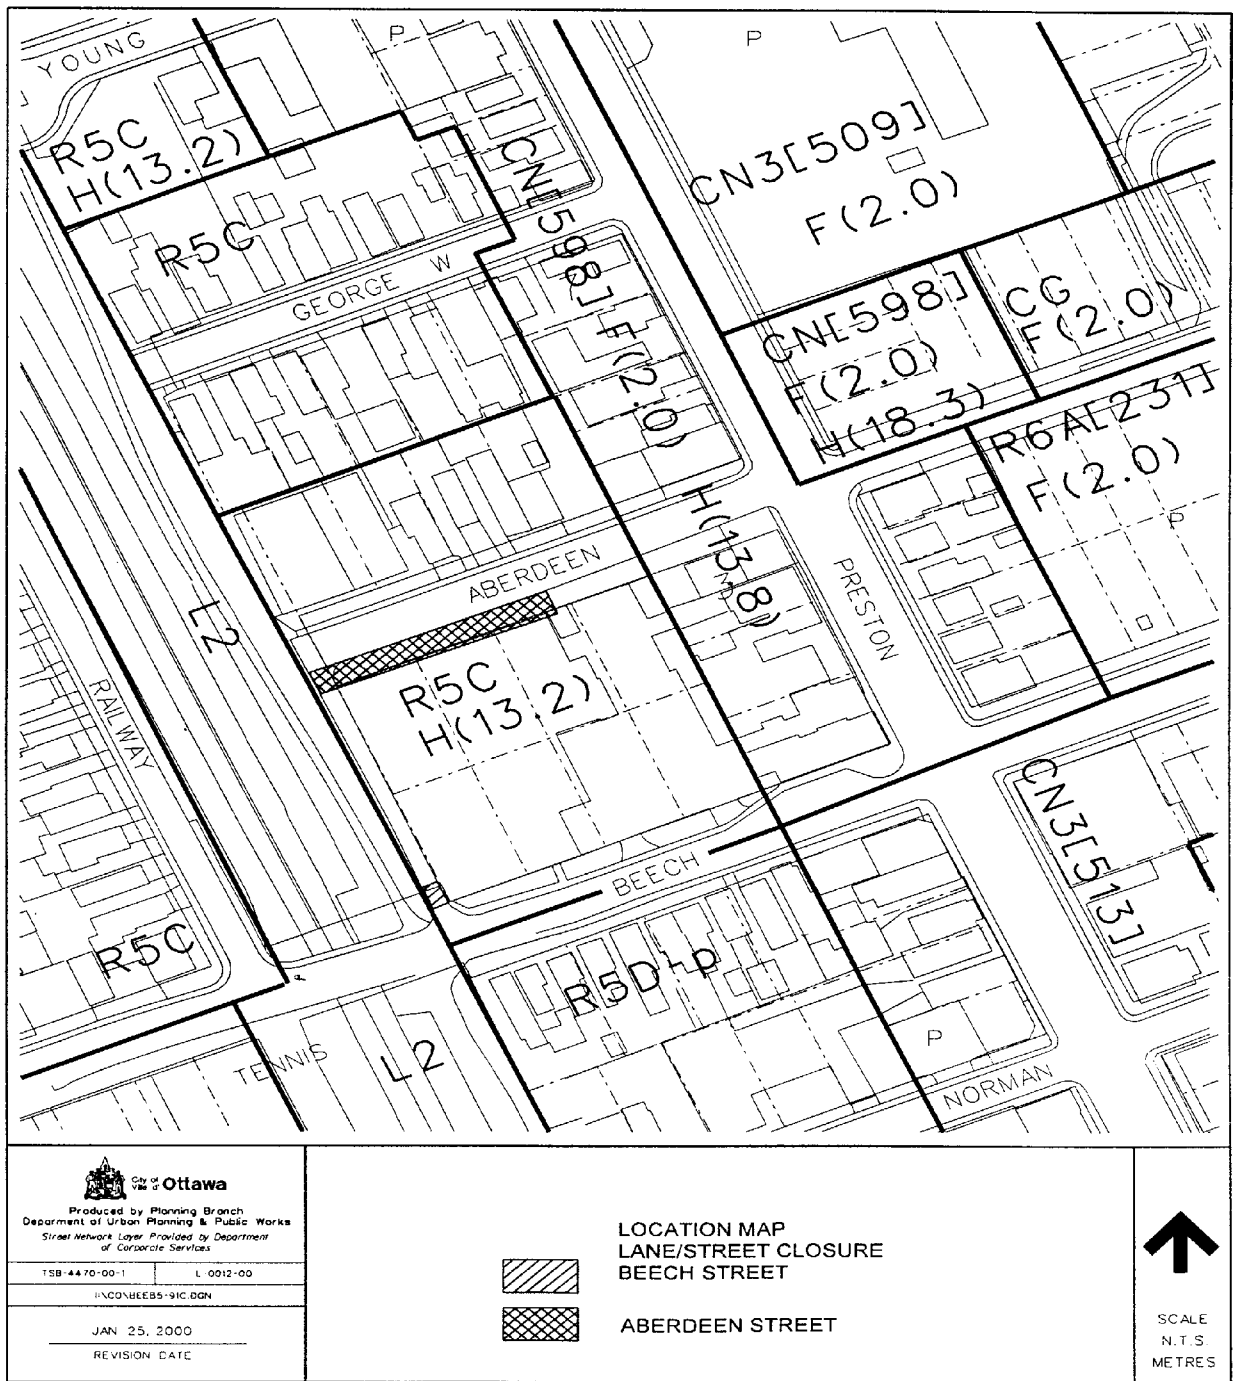 YOUNG
P
P
R5C
H(13.2)
R5C
CN[598] F(2.0) H(13.8)
CN3[509]
F(2.0)
GEORGE W
CN[598]
F(2.0)
H(18.3)
CG
F(2.0)
R6A[231]
F(2.0)
P
ABERDEEN
PRESTON
L2
RAILWAY
R5C
H(13.2)
BEECH
CN3[513]
R5C
R5D-p
TENNIS
L2
P
NORMAN
City of
Ville d'
Ottawa
Produced by Planning Branch
Deparment of Urban Planning & Public Works
Street Network Layer Provided by Department
of Corporate Services
TSB-4470-00-1
L-0012-00
JAN 25, 2000
REVISION DATE
LOCATION MAP
LANE/STREET CLOSURE
BEECH STREET
ABERDEEN STREET
SCALE
N.T.S.
METRES